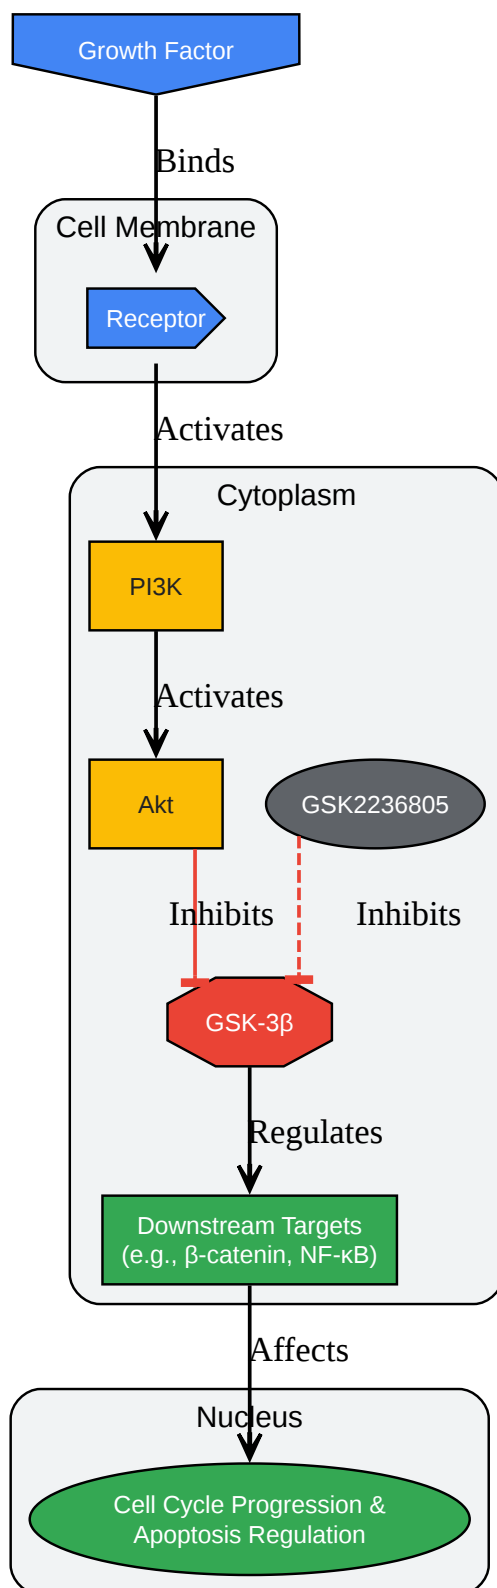 Growth Factor
Binds
Cell Membrane
Receptor
Activates
Cytoplasm
PI3K
Activates
Akt
GSK2236805
Inhibits
Inhibits
GSK-3β
Regulates
Downstream Targets
(e.g., β-catenin, NF-κB)
Affects
Nucleus
Cell Cycle Progression &
Apoptosis Regulation